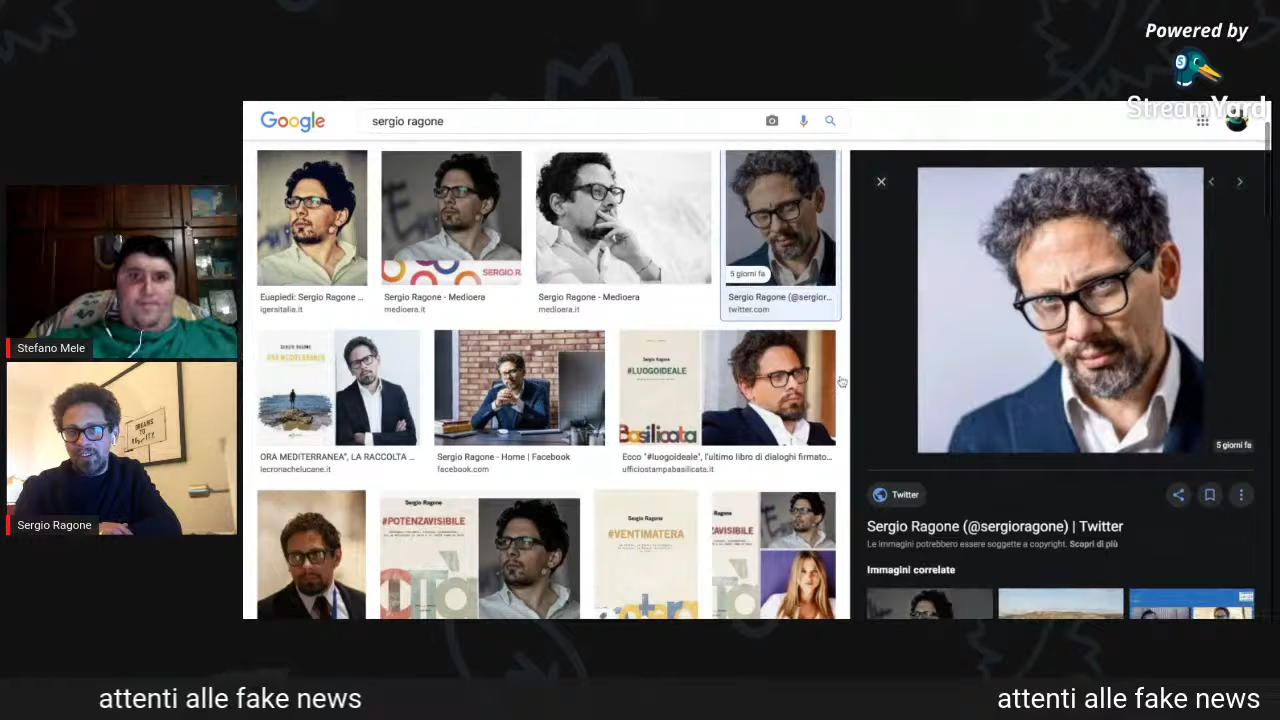 Powered by
StreamYard
Google
sergio ragone
Euapiedi: Sergio Ragone ...
igersitalia.it
SERGIO R
Sergio Ragone - Medioera
medioera.it
Sergio Ragone - Medioera
medioera.it
5 giorni fa
Sergio Ragone (@sergior...
twitter.com
5 giorni fa
Stefano Mele
Sergio Ragone
DREAMS
TO
ORA MEDITERRANEA", LA RACCOLTA ...
lecronachelucane.it
Sergio Ragone - Home | Facebook
facebook.com
Sergio Ragone
#LUOGOIDEALE
Basilicata
Ecco "#luogoideale", l'ultimo libro di dialoghi firmato...
ufficiostampabasilicata.it
Sergio Ragone
#POTENZAVISIBILE
Sergio Ragone
#VENTIMATERA
Ragone
ZAVISIBILE
Twitter
Sergio Ragone (@sergioragone) | Twitter
Le immagini potrebbero essere soggette a copyright. Scopri di più
Immagini correlate
attenti alle fake news
attenti alle fake news